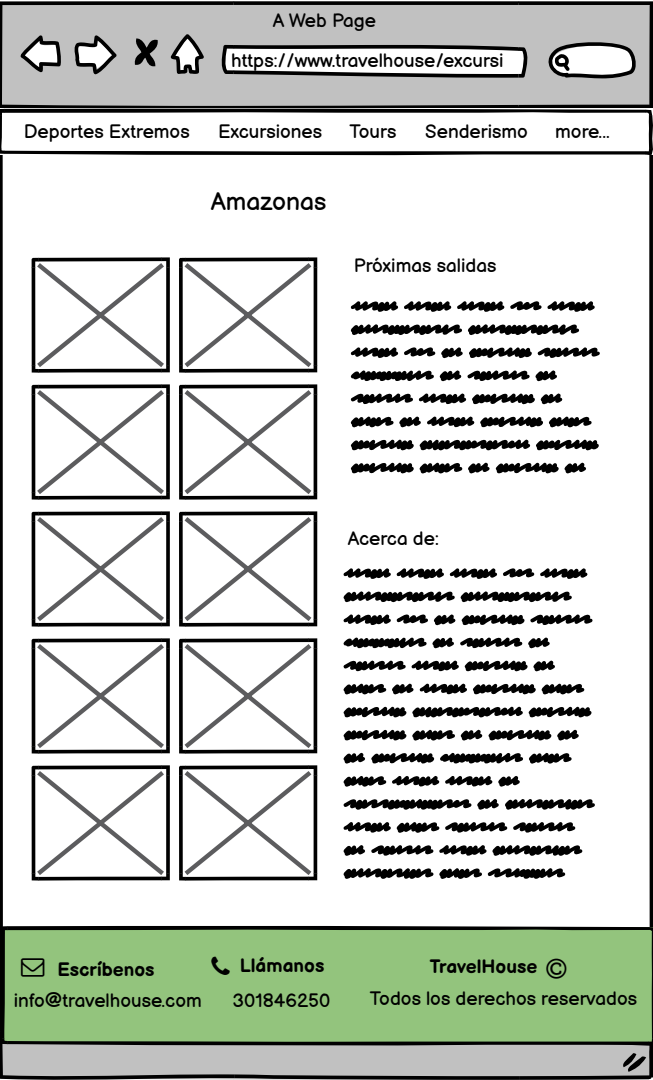 A Web Page
https://www.travelhouse/excursi
Deportes Extremos Excursiones Tours Senderismo more...
Amazonas
Próximas salidas
Acerca de:
Escríbenos Llámanos TravelHouse ©
info@travelhouse.com 301846250 Todos los derechos reservados